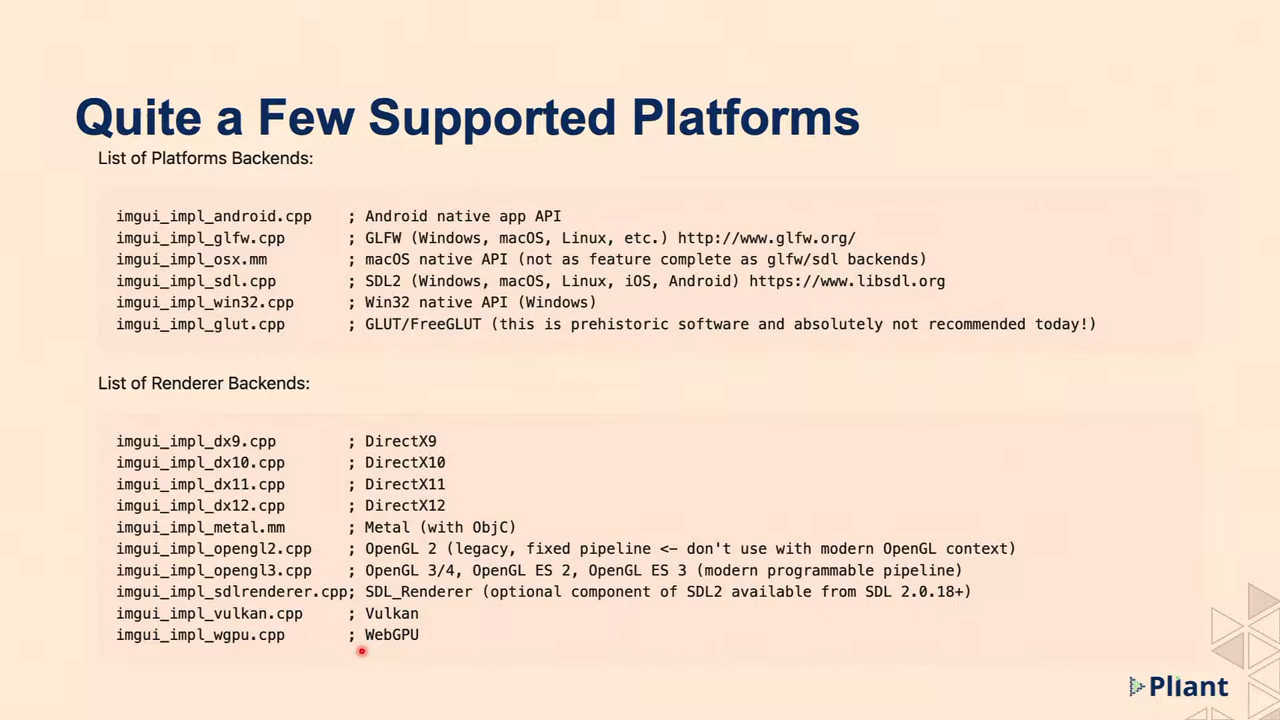 Quite a Few Supported Platforms
List of Platforms Backends:
imgui_impl_android.cpp ; Android native app API
imgui_impl_glfw.cpp ; GLFW (Windows, macOS, Linux, etc.) http://www.glfw.org/
imgui_impl_osx.mm ; macOS native API (not as feature complete as glfw/sdl backends)
imgui_impl_sdl.cpp ; SDL2 (Windows, macOS, Linux, iOS, Android) https://www.libsdl.org
imgui_impl_win32.cpp ; Win32 native API (Windows)
imgui_impl_glut.cpp ; GLUT/FreeGLUT (this is prehistoric software and absolutely not recommended today!)
List of Renderer Backends:
imgui_impl_dx9.cpp ; DirectX9
imgui_impl_dx10.cpp ; DirectX10
imgui_impl_dx11.cpp ; DirectX11
imgui_impl_dx12.cpp ; DirectX12
imgui_impl_metal.mm ; Metal (with ObjC)
imgui_impl_opengl2.cpp ; OpenGL 2 (legacy, fixed pipeline <- don't use with modern OpenGL context)
imgui_impl_opengl3.cpp ; OpenGL 3/4, OpenGL ES 2, OpenGL ES 3 (modern programmable pipeline)
imgui_impl_sdlrenderer.cpp; SDL_Renderer (optional component of SDL2 available from SDL 2.0.18+)
imgui_impl_vulkan.cpp ; Vulkan
imgui_impl_wgpu.cpp ; WebGPU
Pliant